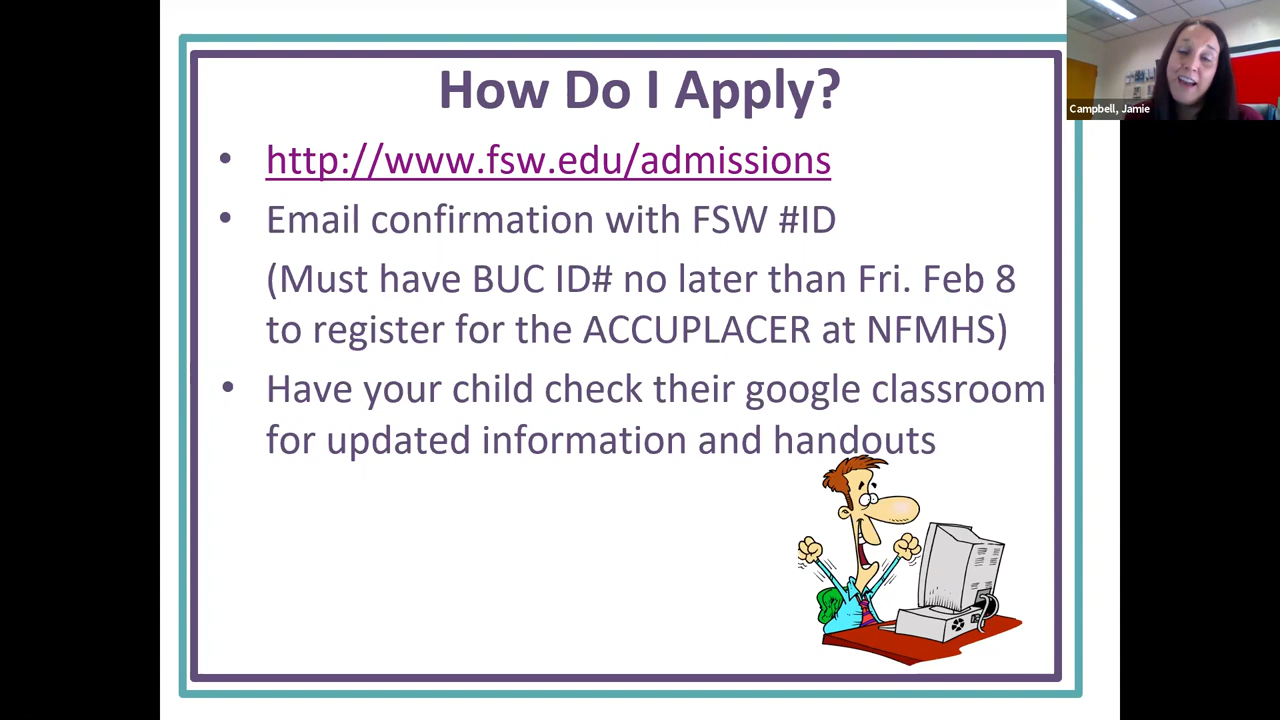 How Do I Apply?
• http://www.fsw.edu/admissions
• Email confirmation with FSW #ID
(Must have BUC ID# no later than Fri. Feb 8
to register for the ACCUPLACER at NFMHS)
• Have your child check their google classroom
for updated information and handouts
Campbell, Jamie